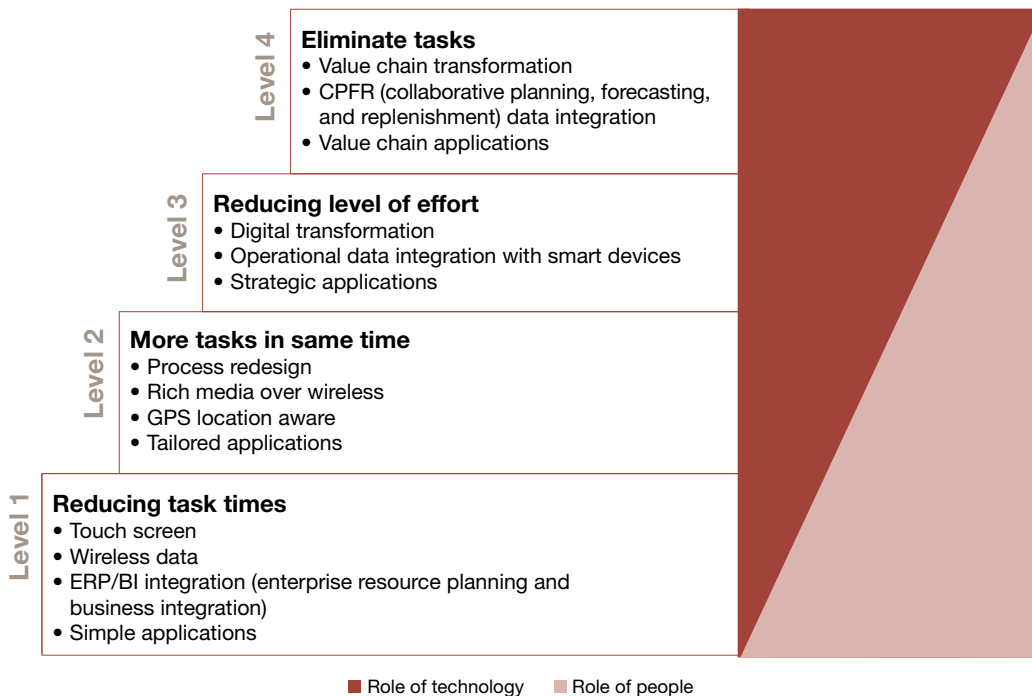 Level 4
Eliminate tasks
• Value chain transformation
• CPFR (collaborative planning, forecasting,
and replenishment) data integration
• Value chain applications
Level 3
Reducing level of effort
• Digital transformation
• Operational data integration with smart devices
• Strategic applications
Level 2
More tasks in same time
• Process redesign
• Rich media over wireless
• GPS location aware
• Tailored applications
Level 1
Reducing task times
• Touch screen
• Wireless data
• ERP/BI integration (enterprise resource planning and
business integration)
• Simple applications
Role of technology
Role of people